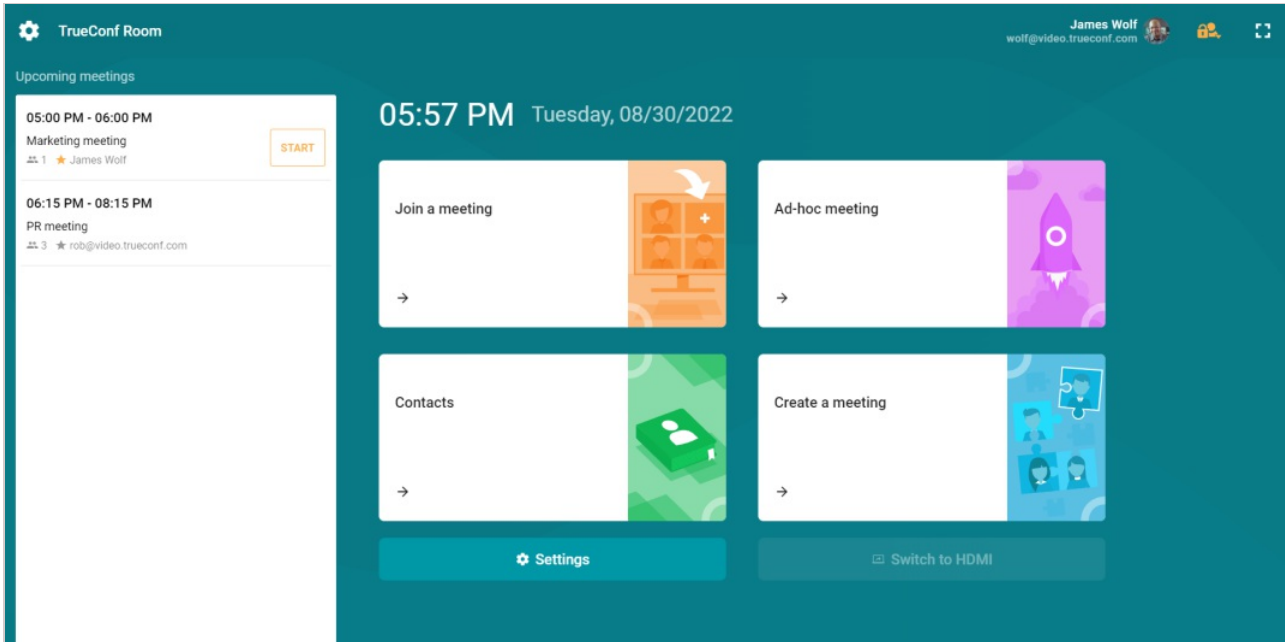 TrueConf Room
James Wolf
wolf@video.trueconf.com
Upcoming meetings
05:00 PM - 06:00 PM
Marketing meeting
1 James Wolf
START
06:15 PM - 08:15 PM
PR meeting
3 rob@video.trueconf.com
05:57 PM Tuesday, 08/30/2022
Join a meeting
Ad-hoc meeting
Contacts
Create a meeting
Settings
Switch to HDMI